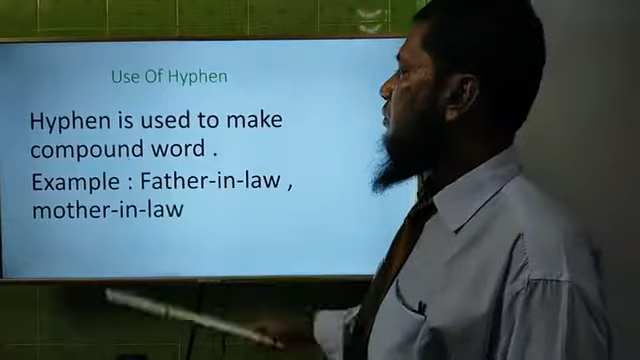 Use Of Hyphen
Hyphen is used to make
compound word .
Example : Father-in-law ,
mother-in-law